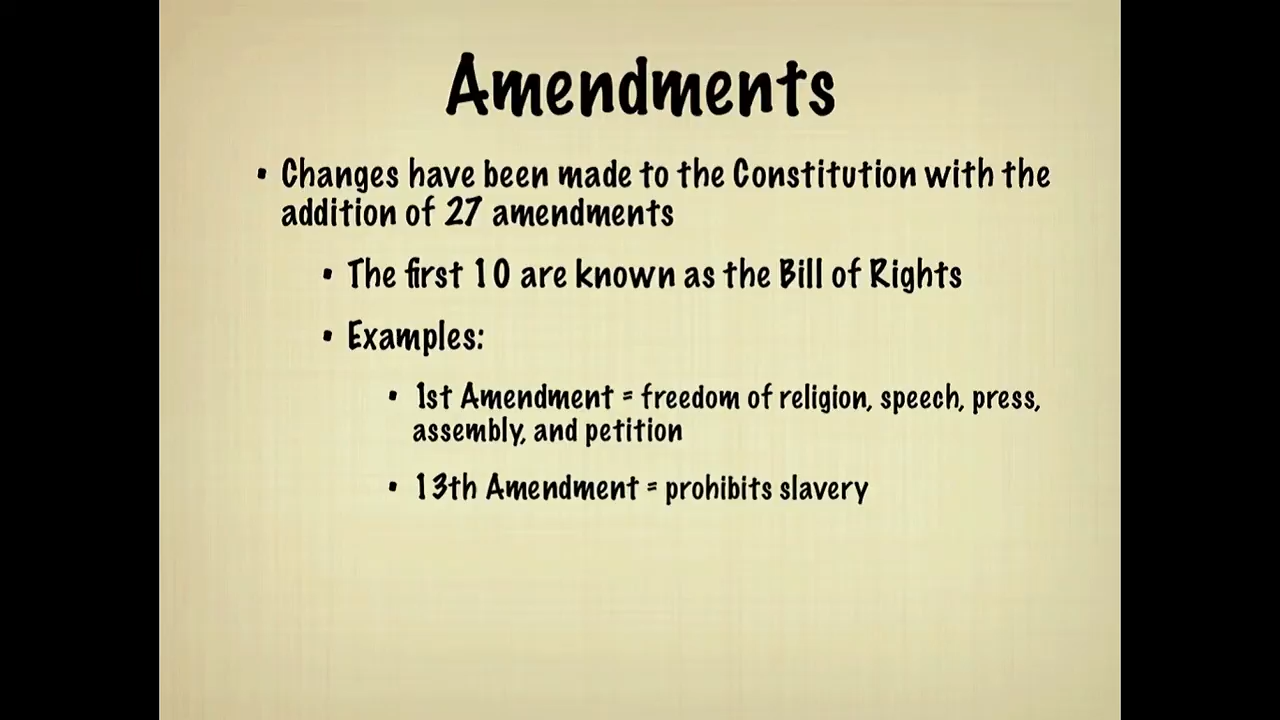 Amendments
• Changes have been made to the Constitution with the
addition of 27 amendments
• The first 10 are known as the Bill of Rights
• Examples:
• 1st Amendment = freedom of religion, speech, press,
assembly, and petition
• 13th Amendment = prohibits slavery